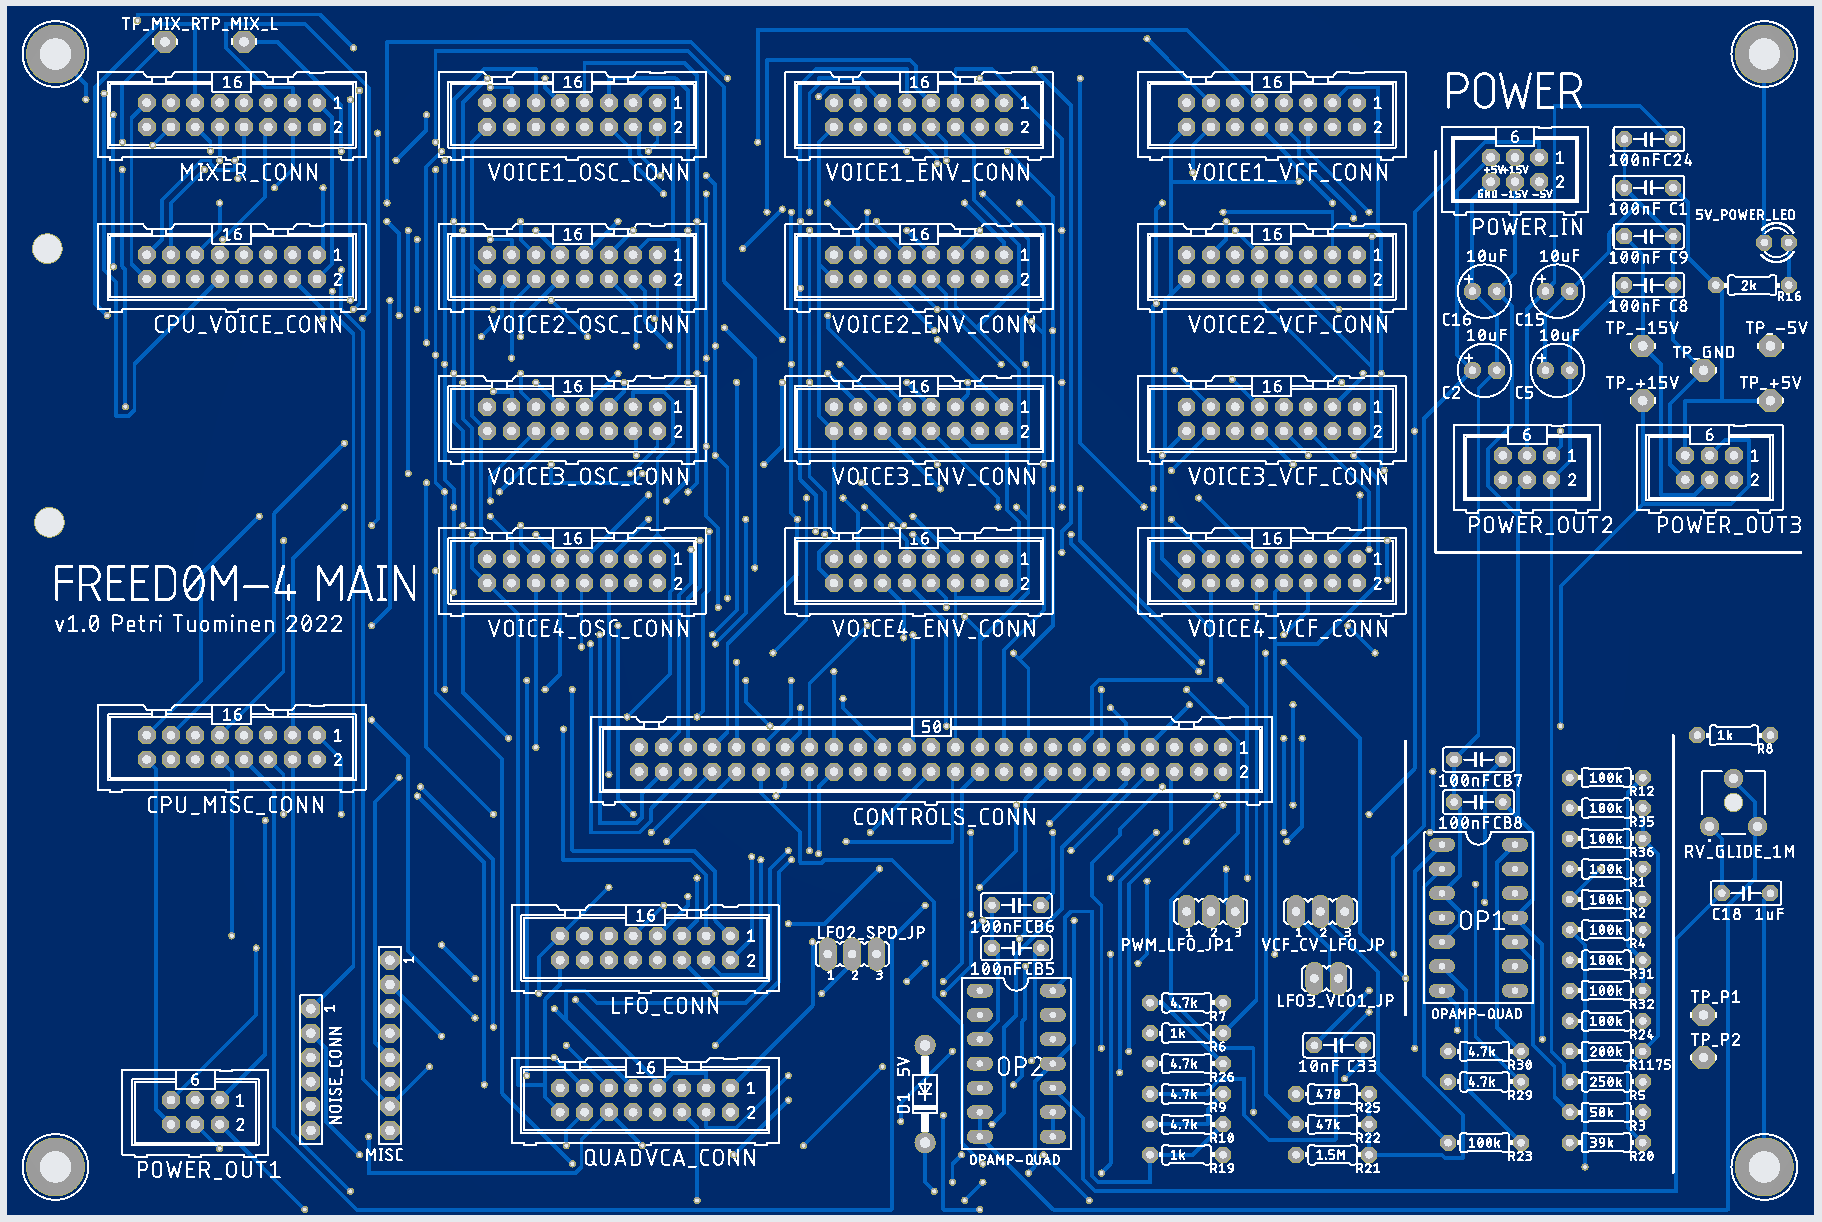 TP_MIX_RTP_MIX_L
16
1
2
MIXER_CONN
16
1
2
VOICE1_OSC_CONN
16
1
2
VOICE1_ENV_CONN
16
1
2
VOICE1_VCF_CONN
POWER
6
1
2
+5V+15V
GND -15V -5V
POWER_IN
100nF C24
100nF C1
100nF C9
100nF C8
5V_POWER_LED
2k
R16
10uF
C16
10uF
C15
10uF
C2
10uF
C5
TP_-15V
TP_-5V
TP_GND
TP_+15V
TP_+5V
16
1
2
CPU_VOICE_CONN
16
1
2
VOICE2_OSC_CONN
16
1
2
VOICE2_ENV_CONN
16
1
2
VOICE2_VCF_CONN
16
1
2
VOICE3_OSC_CONN
16
1
2
VOICE3_ENV_CONN
16
1
2
VOICE3_VCF_CONN
6
1
2
POWER_OUT2
6
1
2
POWER_OUT3
FREEDØM-4 MAIN
v1.0 Petri Tuominen 2022
16
1
2
VOICE4_OSC_CONN
16
1
2
VOICE4_ENV_CONN
16
1
2
VOICE4_VCF_CONN
16
1
2
CPU_MISC_CONN
50
1
2
CONTROLS_CONN
100nF CB7
100nF CB8
OP1
OPAMP-QUAD
1k
R8
RV_GLIDE_1M
C18 1uF
100k
R12
100k
R35
100k
R36
100k
R1
100k
R2
100k
R4
100k
R31
100k
R32
100k
R24
200k
R1175
250k
R5
50k
R3
39k
R20
TP_P1
TP_P2
16
1
2
LFO_CONN
LFO2_SPD_JP
1 2 3
100nF CB6
100nF CB5
OP2
OPAMP-QUAD
1 2 3
PWM_LFO_JP1
1 2 3
VCF_CV_LFO_JP
LFO3_VCO1_JP
4.7k
R7
1k
R6
4.7k
R26
4.7k
R9
4.7k
R10
1k
R19
10nF C33
470
R25
47k
R22
1.5M
R21
4.7k
R30
4.7k
R29
100k
R23
6
1
2
POWER_OUT1
1
NOISE_CONN
1
MISC
16
1
2
QUADVCA_CONN
D1 5V